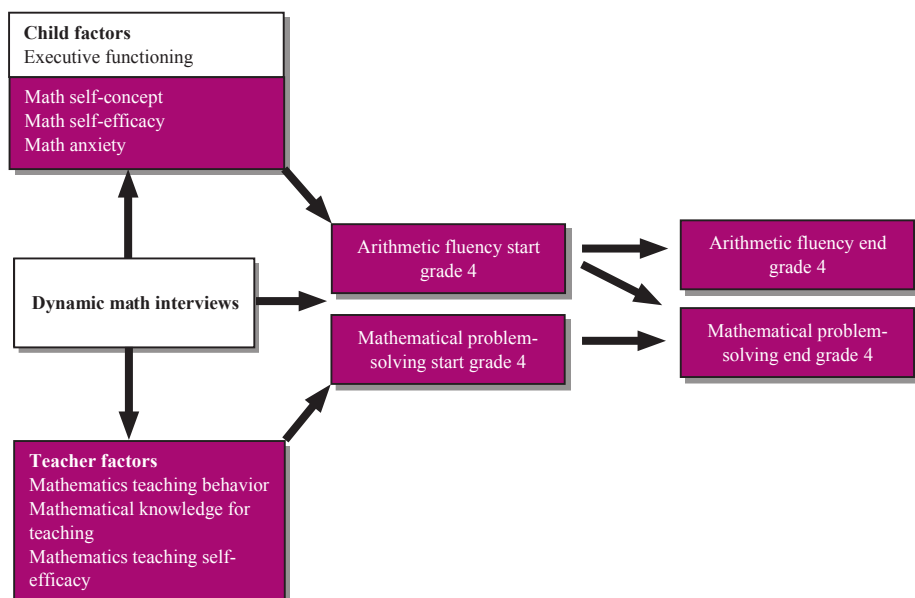 Child factors
Executive functioning
Math self-concept
Math self-efficacy
Math anxiety
Arithmetic fluency start
grade 4
Arithmetic fluency end
grade 4
Dynamic math interviews
Mathematical problem-
solving start grade 4
Mathematical problem-
solving end grade 4
Teacher factors
Mathematics teaching behavior
Mathematical knowledge for
teaching
Mathematics teaching self-
efficacy